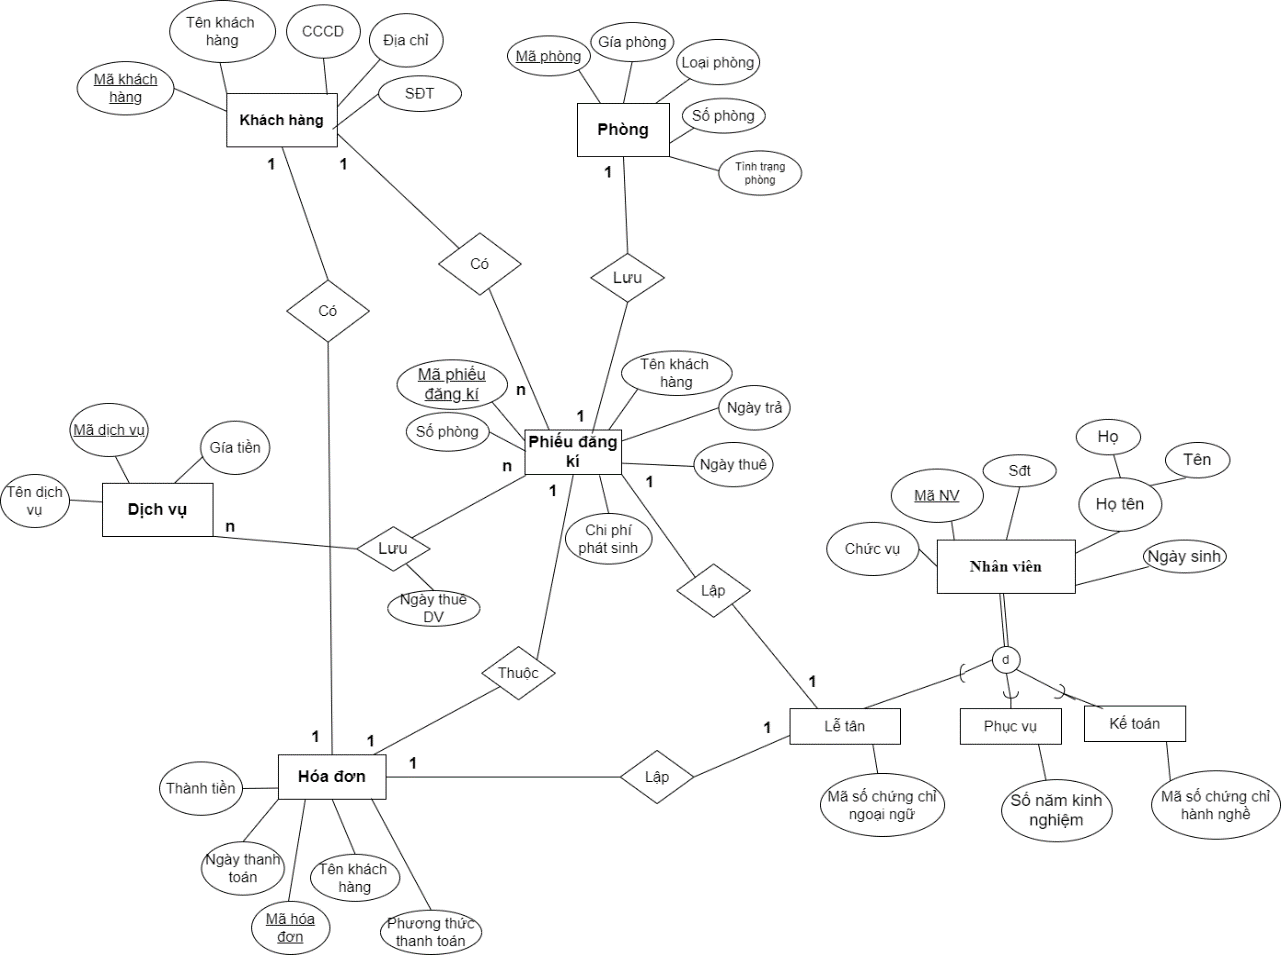 Tên khách
hàng
CCCD
Địa chỉ
Mã khách
hàng
SĐT
Khách hàng
1
1
Mã phòng
Gía phòng
Loại phòng
Số phòng
Tình trạng
phòng
Phòng
1
Có
Có
Lưu
Mã phiếu
đăng kí
Tên khách
hàng
Ngày trả
Số phòng
Ngày thuê
n
1
Phiếu đăng
kí
n
1
1
Chi phí
phát sinh
Mã dịch vụ
Gía tiền
Tên dịch
vụ
Dịch vụ
n
Lưu
Ngày thuê
DV
Lập
Thuộc
Họ
Tên
Sđt
Mã NV
Họ tên
Chức vụ
Ngày sinh
Nhân viên
d
1
1
Lễ tân
Phục vụ
Kế toán
Mã số chứng chỉ
ngoại ngữ
Số năm kinh
nghiệm
Mã số chứng chỉ
hành nghề
Lập
1
1
1
Hóa đơn
Thành tiền
Ngày thanh
toán
Mã hóa
đơn
Tên khách
hàng
Phương thức
thanh toán